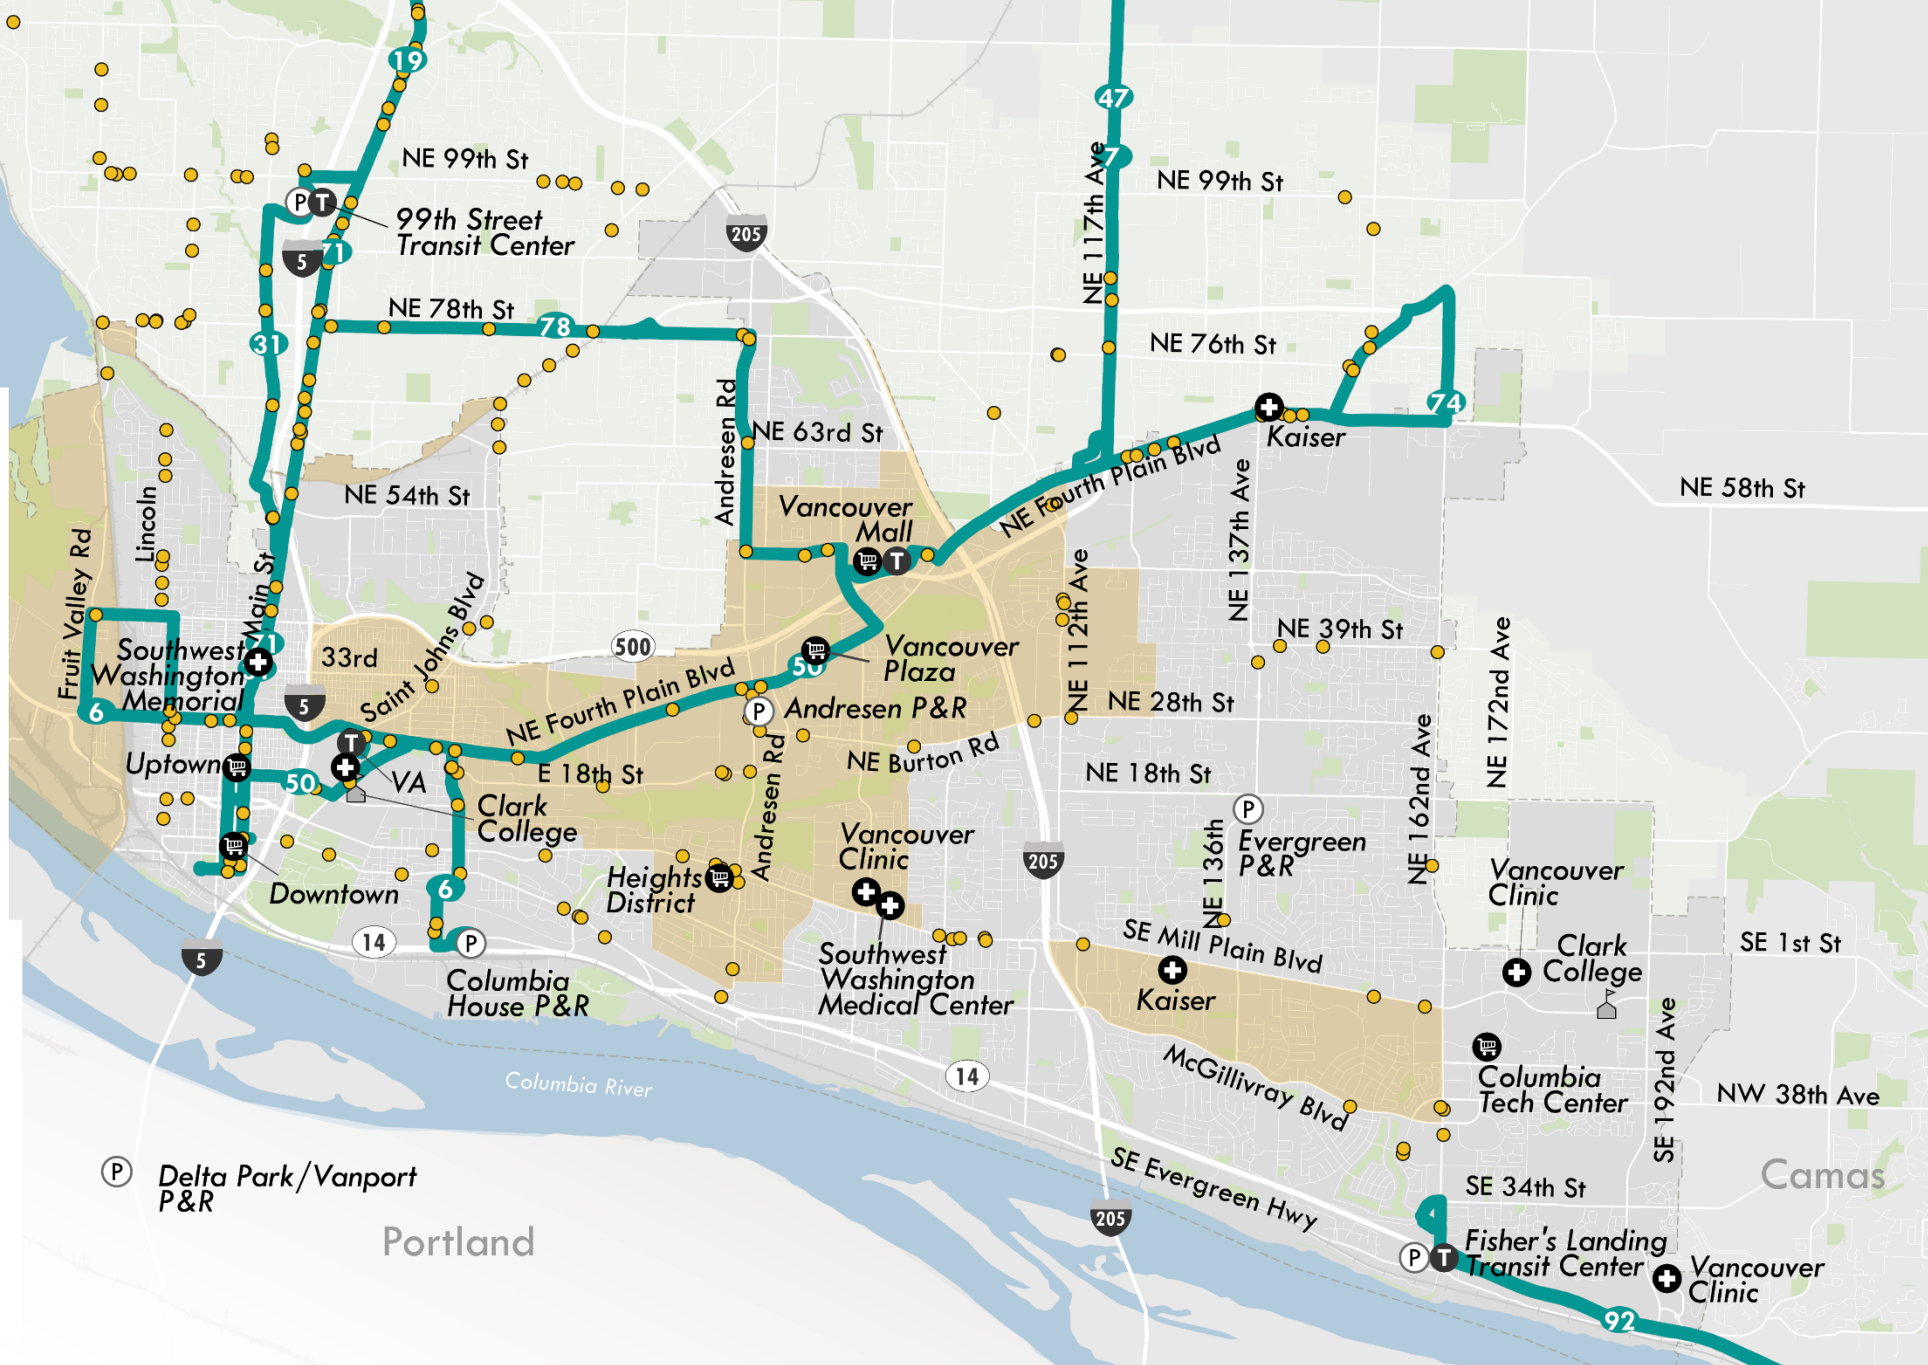 19
47
NE 117th Ave
7
NE 99th St
NE 99th St
P
T
99th Street
Transit Center
205
5
71
NE 78th St
78
31
NE 76th St
Andresen Rd
74
NE 63rd St
Kaiser
NE Fourth Plain Blvd
NE 137th Ave
NE 58th St
NE 54th St
Lincoln
Vancouver
Mall
T
Fruit Valley Rd
Main St
Saint Johns Blvd
NE 112th Ave
NE 39th St
NE 172nd Ave
71
500
33rd
Southwest
Washington
Memorial
Vancouver
Plaza
50
NE Fourth Plain Blvd
5
6
P
Andresen P&R
NE 28th St
NE 162nd Ave
T
Uptown
50
VA
E 18th St
Andresen Rd
NE Burton Rd
NE 18th St
Clark
College
P
Evergreen
P&R
NE 136th
Vancouver
Clinic
205
Vancouver
Clinic
Downtown
6
Heights
District
14
P
5
Columbia
House P&R
Southwest
Washington
Medical Center
SE Mill Plain Blvd
Kaiser
Clark
College
SE 1st St
SE 192nd Ave
Columbia River
14
McGillivray Blvd
Columbia
Tech Center
NW 38th Ave
P
Delta Park/Vanport
P&R
Portland
SE Evergreen Hwy
205
Camas
SE 34th St
P
T
Fisher's Landing
Transit Center
Vancouver
Clinic
92